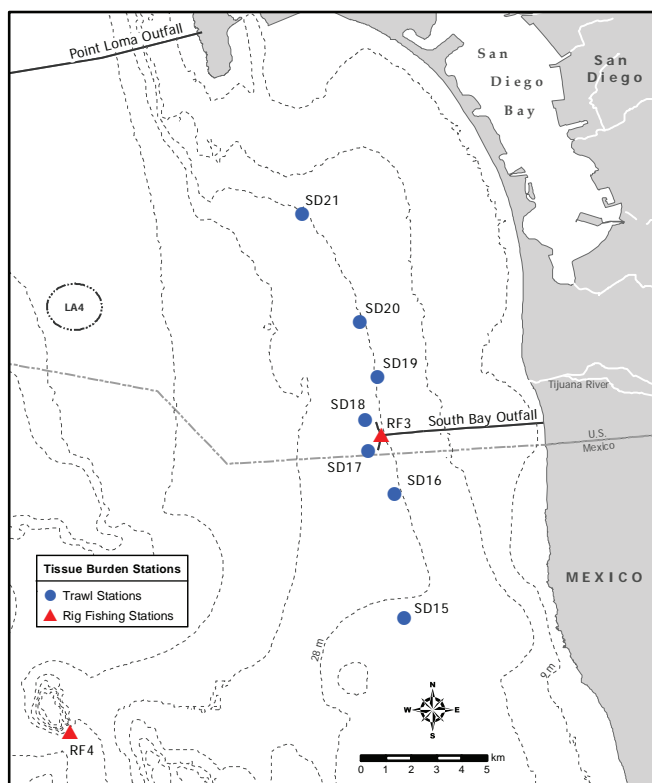 Point Loma Outfall
San
Diego
Bay
San
Diego
SD21
LA4
SD20
SD19
Tijuana River
SD18
RF3
South Bay Outfall
U.S.
Mexico
SD17
SD16
Tissue Burden Stations
Trawl Stations
Rig Fishing Stations
MEXICO
SD15
28 m
9 m
N
W
E
S
RF4
0 1 2 3 4 5
km